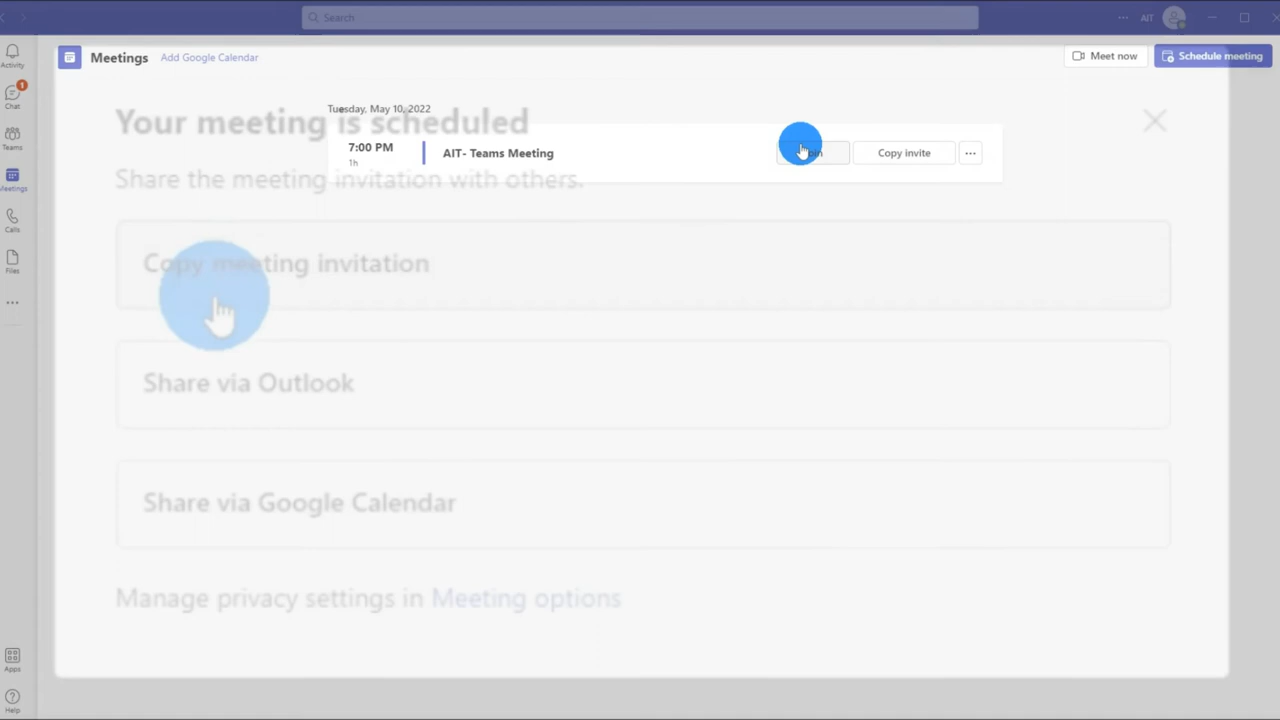 Search
AIT
Activity
Chat
1
Teams
Meetings
Calls
Files
Apps
Help
Meetings
Add Google Calendar
Meet now
Schedule meeting
Tuesday, May 10, 2022
7:00 PM
1h
AIT- Teams Meeting
Copy invite
Your meeting is scheduled
Share the meeting invitation with others.
Copy meeting invitation
Share via Outlook
Share via Google Calendar
Manage privacy settings in Meeting options